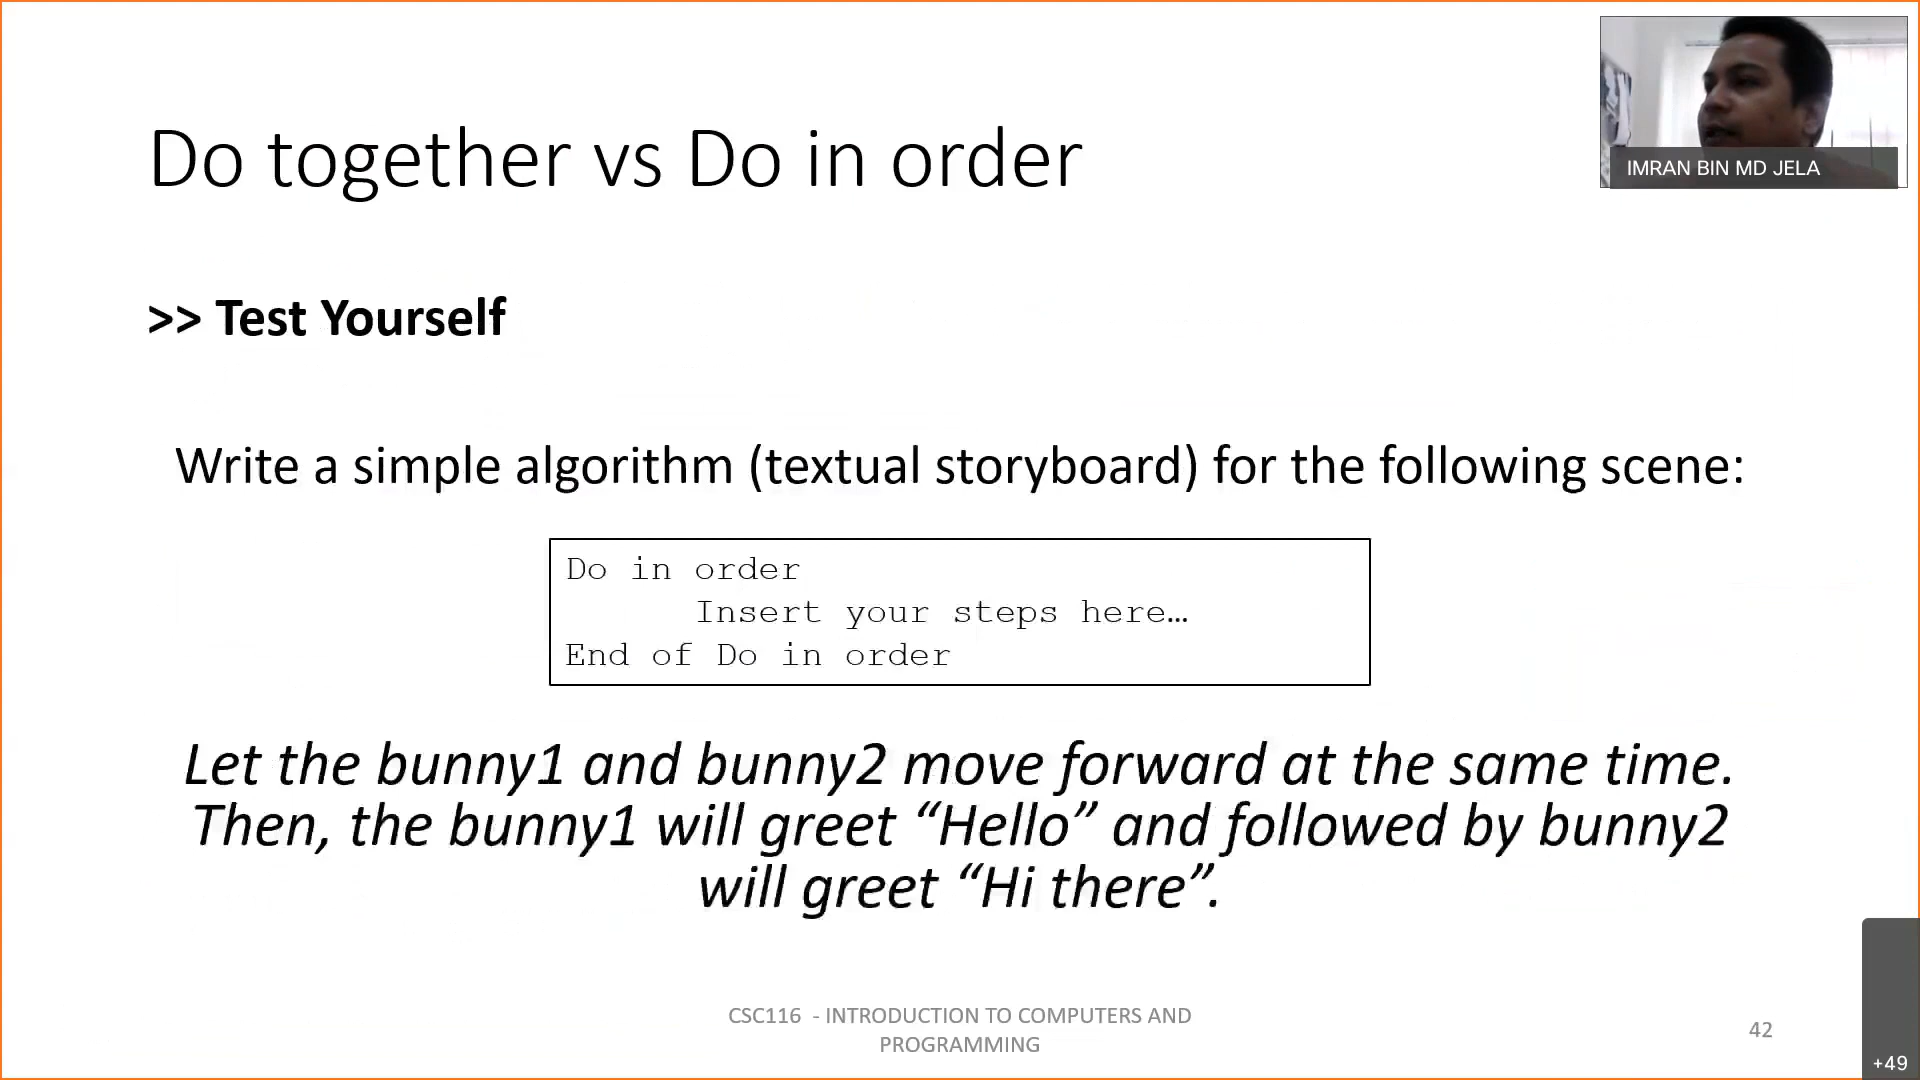 IMRAN BIN MD JELA
Do together vs Do in order
>> Test Yourself
Write a simple algorithm (textual storyboard) for the following scene:
Do in order
Insert your steps here…
End of Do in order
Let the bunny1 and bunny2 move forward at the same time.
Then, the bunny1 will greet “Hello” and followed by bunny2
will greet “Hi there”.
CSC116 - INTRODUCTION TO COMPUTERS AND
PROGRAMMING
42
+49